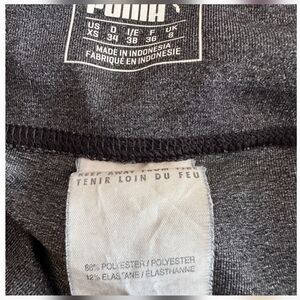 PUMA
US D I/E F UK
XS 34 38 36 8
MADE IN INDONESIA
FABRIQUÉ EN INDONÉSIE
KEEP AWAY FROM FIRE
TENIR LOIN DU FEU
88% POLYESTER / POLYESTER
12% ELASTANE / ÉLASTHANNE